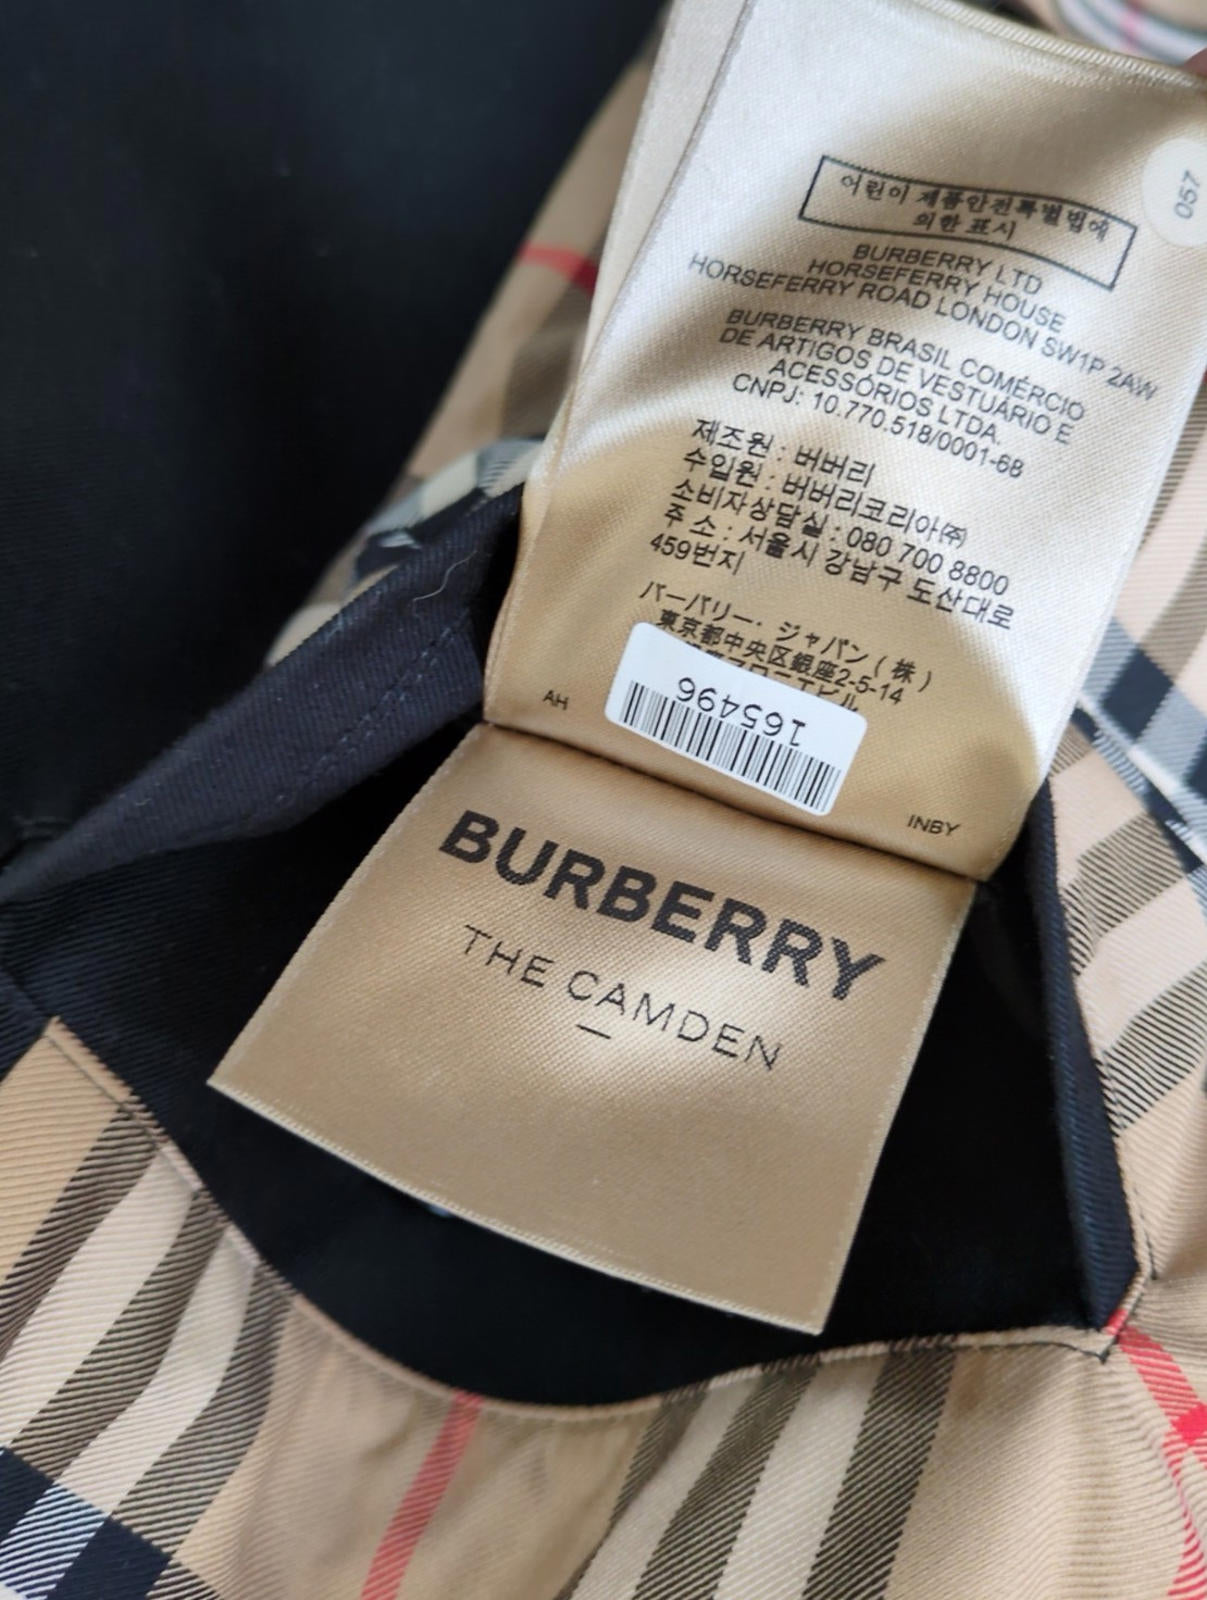 057
어린이 제품안전특별법에
의한 표시
BURBERRY LTD
HORSEFERRY HOUSE
HORSEFERRY ROAD LONDON SW1P 2AW
BURBERRY BRASIL COMÉRCIO
DE ARTIGOS DE VESTUÁRIO E
ACESSÓRIOS LTDA.
CNPJ: 10.770.518/0001-68
제조원 : 버버리
수입원 : 버버리코리아㈜
소비자상담실 : 080 700 8800
주 소 : 서울시 강남구 도산대로
459번지
バーバリー・ジャパン(株)
東京都中央区銀座2-5-14
ビル
165496
AH
INBY
BURBERRY
THE CAMDEN